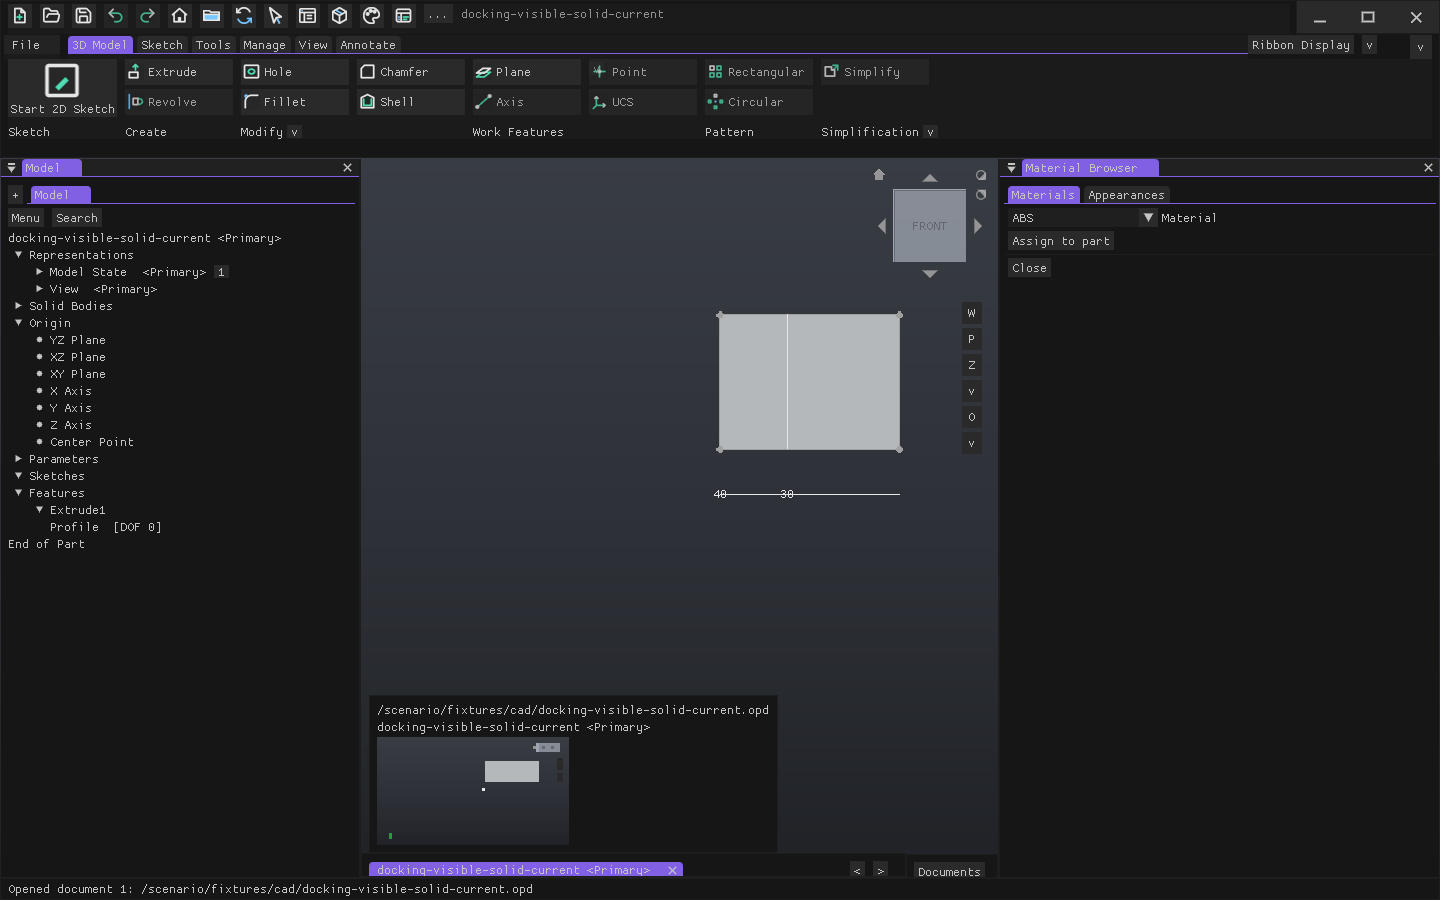 ... docking-visible-solid-current
File 3D Model Sketch Tools Manage View Annotate Ribbon Display v v
Start 2D Sketch
Extrude Hole Chamfer Plane Point Rectangular Simplify
Revolve Fillet Shell Axis UCS Circular
Sketch Create Modify v Work Features Pattern Simplification v
Model
+ Model
Menu Search
docking-visible-solid-current <Primary>
Representations
Model State <Primary> 1
View <Primary>
Solid Bodies
Origin
YZ Plane
XZ Plane
XY Plane
X Axis
Y Axis
Z Axis
Center Point
Parameters
Sketches
Features
Extrude1
Profile [DOF 0]
End of Part
FRONT
W
P
Z
v
O
v
40 30
/scenario/fixtures/cad/docking-visible-solid-current.opd
docking-visible-solid-current <Primary>
docking-visible-solid-current <Primary>
< >
Documents
Material Browser
Materials Appearances
ABS Material
Assign to part
Close
Opened document 1: /scenario/fixtures/cad/docking-visible-solid-current.opd